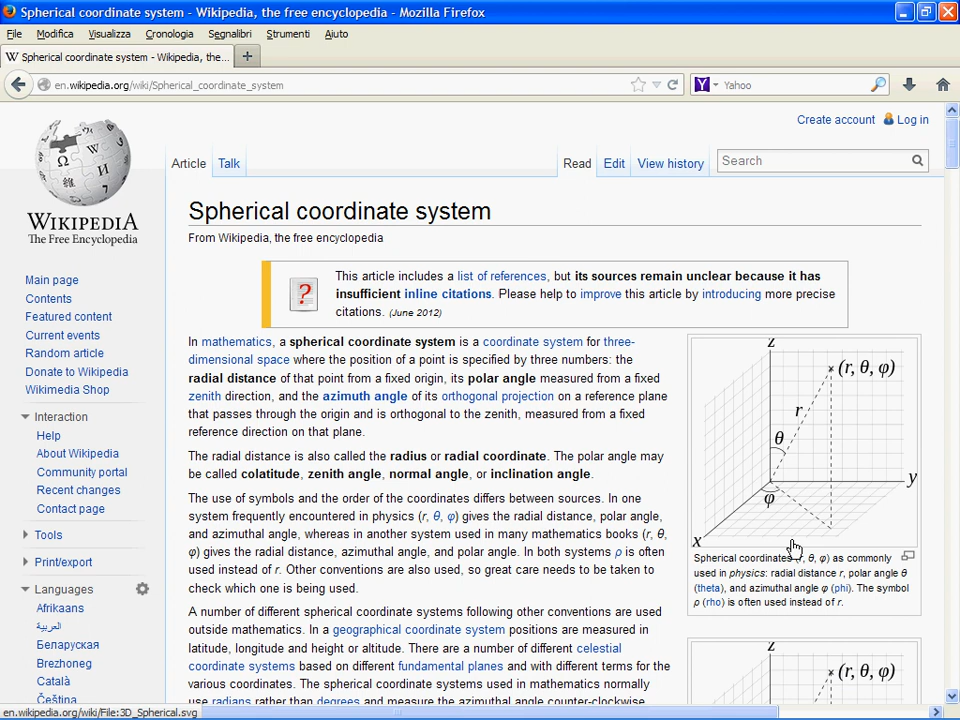 Spherical coordinate system - Wikipedia, the free encyclopedia - Mozilla Firefox
File Modifica Visualizza Cronologia Segnalibri Strumenti Aiuto
W Spherical coordinate system - Wikipedia, the... +
en.wikipedia.org/wiki/Spherical_coordinate_system
Y Yahoo
Create account Log in
Article Talk Read Edit View history Search
Ω W И
WIKIPEDIA
The Free Encyclopedia
Main page
Contents
Featured content
Current events
Random article
Donate to Wikipedia
Wikimedia Shop
Interaction
Help
About Wikipedia
Community portal
Recent changes
Contact page
Tools
Print/export
Languages
Afrikaans
العربية
Беларуская
Brezhoneg
Català
Čeština
Spherical coordinate system
From Wikipedia, the free encyclopedia
?
This article includes a list of references, but its sources remain unclear because it has
insufficient inline citations. Please help to improve this article by introducing more precise
citations. (June 2012)
In mathematics, a spherical coordinate system is a coordinate system for three-
dimensional space where the position of a point is specified by three numbers: the
radial distance of that point from a fixed origin, its polar angle measured from a fixed
zenith direction, and the azimuth angle of its orthogonal projection on a reference plane
that passes through the origin and is orthogonal to the zenith, measured from a fixed
reference direction on that plane.
The radial distance is also called the radius or radial coordinate. The polar angle may
be called colatitude, zenith angle, normal angle, or inclination angle.
The use of symbols and the order of the coordinates differs between sources. In one
system frequently encountered in physics (r, θ, φ) gives the radial distance, polar angle,
and azimuthal angle, whereas in another system used in many mathematics books (r, θ,
φ) gives the radial distance, azimuthal angle, and polar angle. In both systems ρ is often
used instead of r. Other conventions are also used, so great care needs to be taken to
check which one is being used.
A number of different spherical coordinate systems following other conventions are used
outside mathematics. In a geographical coordinate system positions are measured in
latitude, longitude and height or altitude. There are a number of different celestial
coordinate systems based on different fundamental planes and with different terms for the
various coordinates. The spherical coordinate systems used in mathematics normally
use radians rather than degrees and measure the azimuthal angle counter-clockwise
z
(r, θ, φ)
r
θ
y
φ
x
Spherical coordinates (r, θ, φ) as commonly
used in physics: radial distance r, polar angle θ
(theta), and azimuthal angle φ (phi). The symbol
ρ (rho) is often used instead of r.
z
(r, θ, φ)
en.wikipedia.org/wiki/File:3D_Spherical.svg